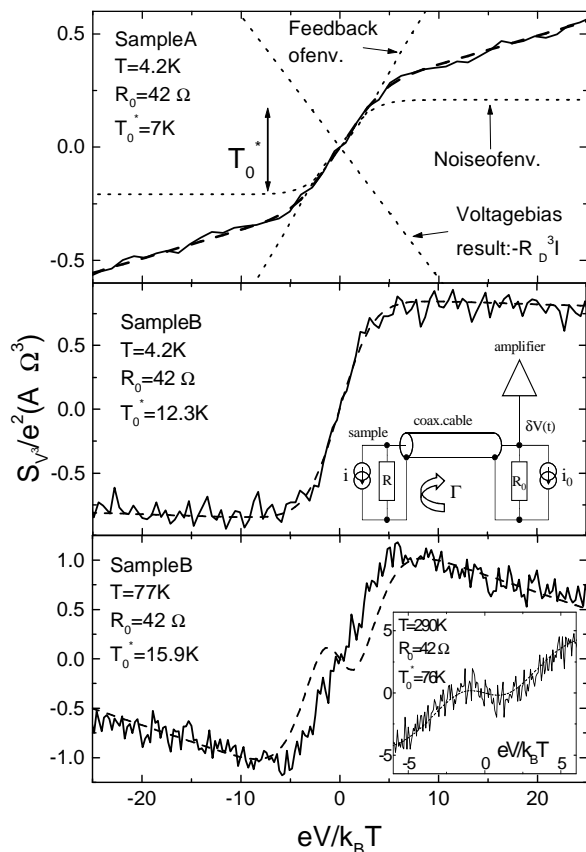 0.5
0.0
-0.5
SampleA
T=4.2K
R0=42 Ω
T0*=7K
T0*
Feedback
ofenv.
Noiseofenv.
Voltagebias
result:-R D 3I
SV3/e2(A Ω3)
0.5
0.0
-0.5
SampleB
T=4.2K
R0=42 Ω
T0*=12.3K
amplifier
coax.cable
δV(t)
sample
i
R
Γ
R0
i0
1.0
0.5
0.0
-0.5
-1.0
SampleB
T=77K
R0=42 Ω
T0*=15.9K
T=290K
R0=42Ω
T0*=76K
5
0
-5
-5
0
5
eV/kBT
-20
-10
0
10
20
eV/kBT